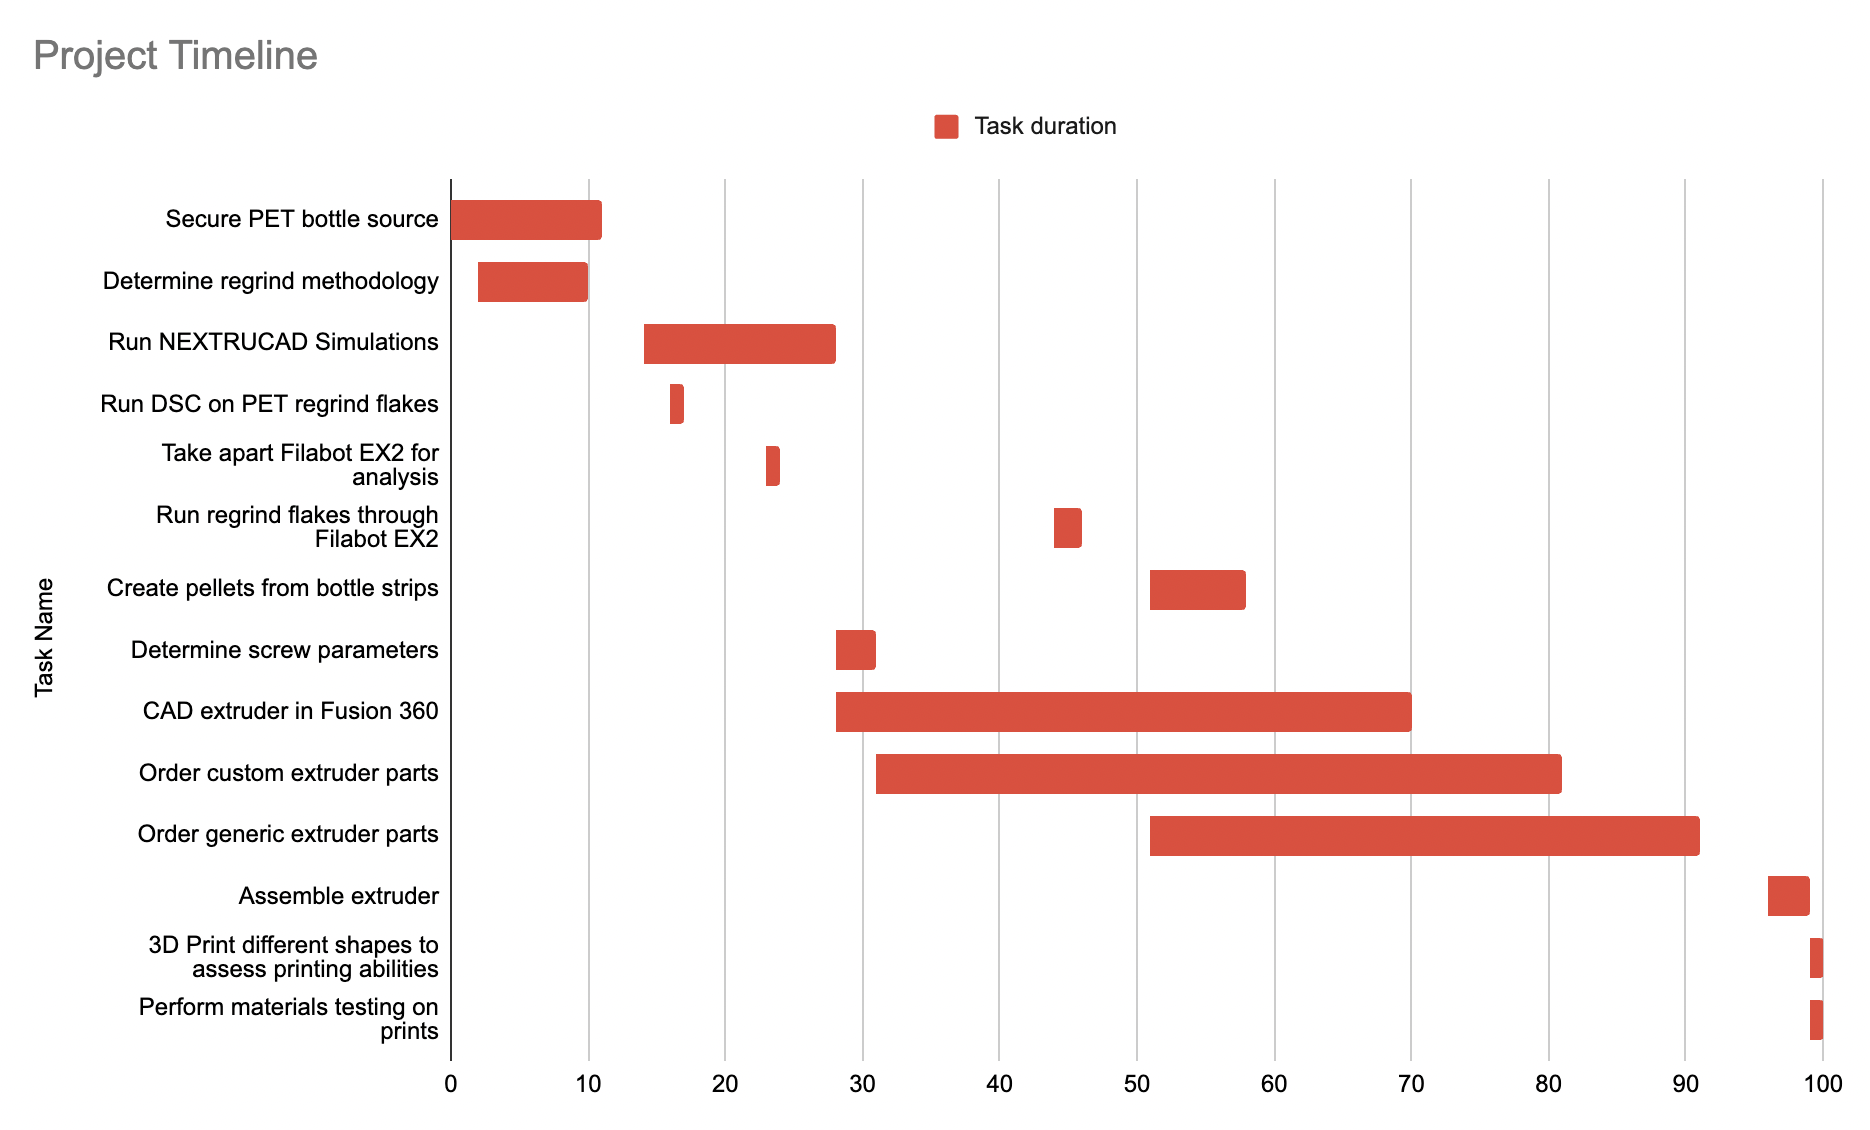 Project Timeline
Task duration
Task Name
Secure PET bottle source
Determine regrind methodology
Run NEXTRUCAD Simulations
Run DSC on PET regrind flakes
Take apart Filabot EX2 for
analysis
Run regrind flakes through
Filabot EX2
Create pellets from bottle strips
Determine screw parameters
CAD extruder in Fusion 360
Order custom extruder parts
Order generic extruder parts
Assemble extruder
3D Print different shapes to
assess printing abilities
Perform materials testing on
prints
0 10 20 30 40 50 60 70 80 90 100